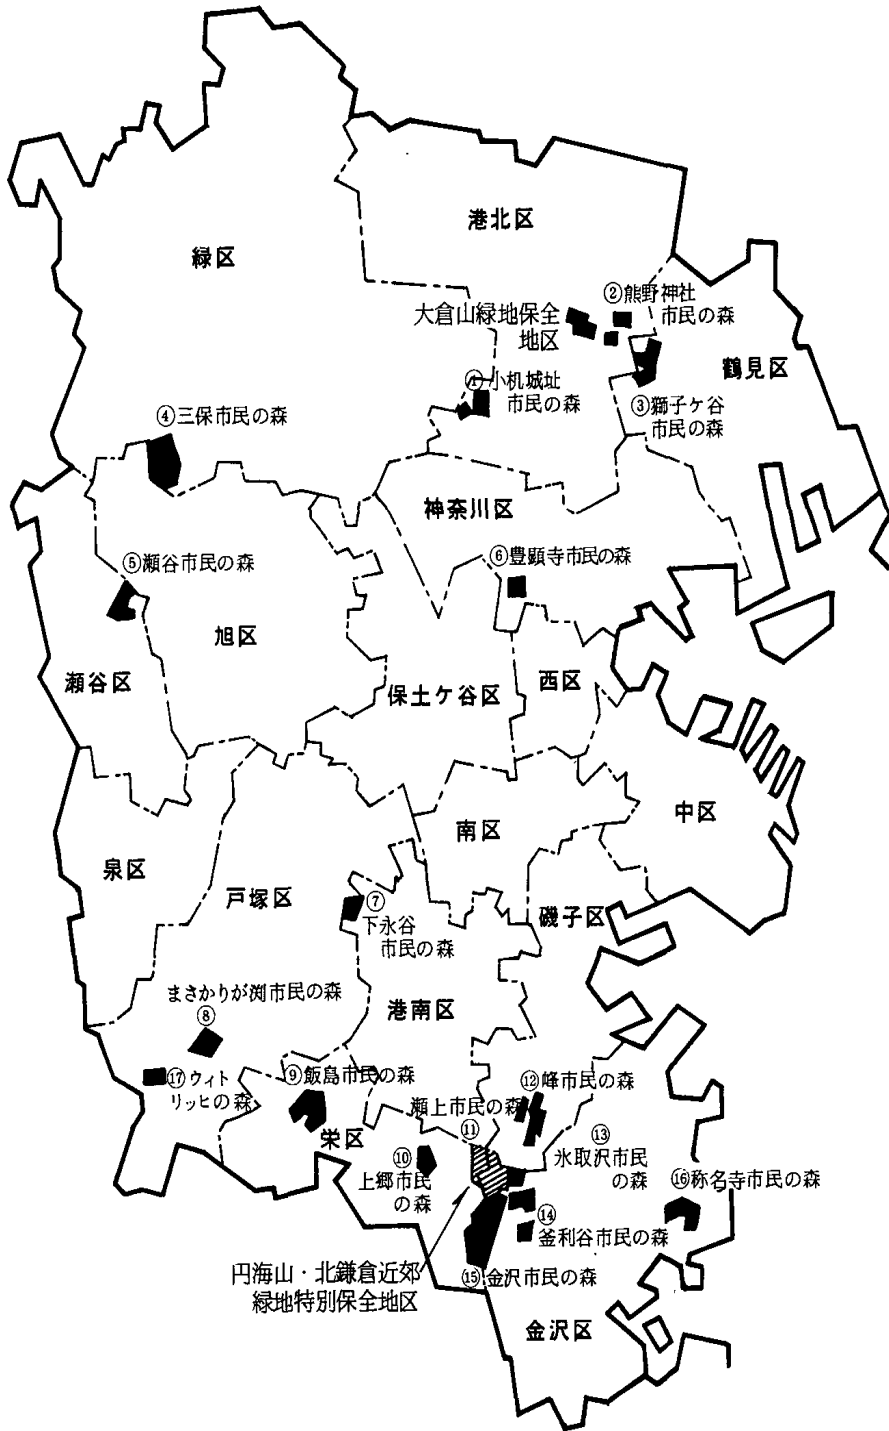 港北区
緑区
②熊野神社
市民の森
大倉山緑地保全
地区
鶴見区
①小机城址
市民の森
③獅子ケ谷
市民の森
④三保市民の森
神奈川区
⑥豊顕寺市民の森
⑤瀬谷市民の森
旭区
瀬谷区
保土ケ谷区
西区
中区
南区
泉区
戸塚区
⑦
下永谷
市民の森
磯子区
まさかりが渕市民の森
⑧
港南区
⑰ウィト
リッヒの森
⑨飯島市民の森
⑫峰市民の森
瀬上市民の森
⑪
栄区
⑩
上郷市民
の森
⑬
氷取沢市民
の森
⑯称名寺市民の森
⑭
釜利谷市民の森
円海山・北鎌倉近郊
緑地特別保全地区
⑮金沢市民の森
金沢区